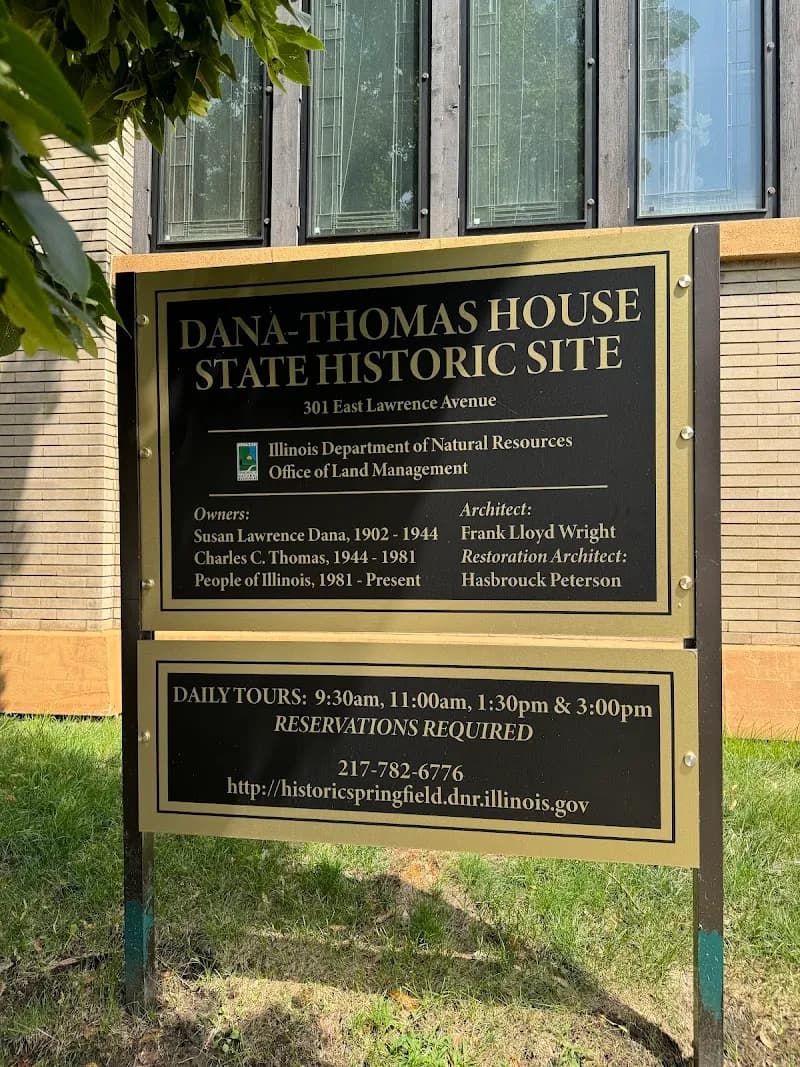 DANA-THOMAS HOUSE
STATE HISTORIC SITE
301 East Lawrence Avenue
Illinois Department of Natural Resources
Office of Land Management
Owners:
Susan Lawrence Dana, 1902 - 1944
Charles C. Thomas, 1944 - 1981
People of Illinois, 1981 - Present
Architect:
Frank Lloyd Wright
Restoration Architect:
Hasbrouck Peterson
DAILY TOURS: 9:30am, 11:00am, 1:30pm & 3:00pm
RESERVATIONS REQUIRED
217-782-6776
http://historicspringfield.dnr.illinois.gov